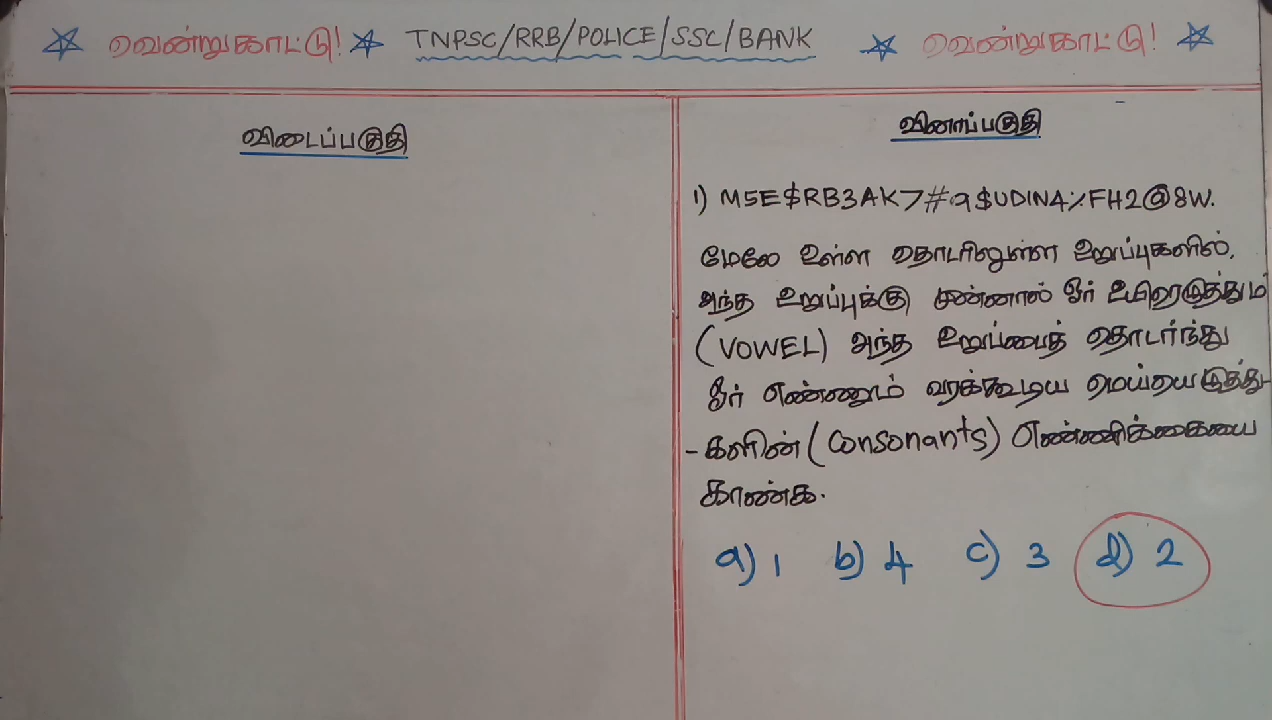 வென்றுகாட்டு! TNPSC/RRB/POLICE/SSC/BANK வென்றுகாட்டு!
விடைப்பகுதி
வினாப்பகுதி
1) M5E$RB3AK7#9$UDIN4%FH2@8W.
மேலே உள்ள தொடரிலுள்ள உறுப்புகளில்,
அந்த உறுப்புக்கு முன்னால் ஓர் உயிரெழுத்தும்
(VOWEL) அந்த உறுப்பைத் தொடர்ந்து
ஓர் எண்ணும் வரக்கூடிய மெய்யெழுத்து-
-களின் (Consonants) எண்ணிக்கையை
காண்க.
a) 1 b) 4 c) 3 d) 2